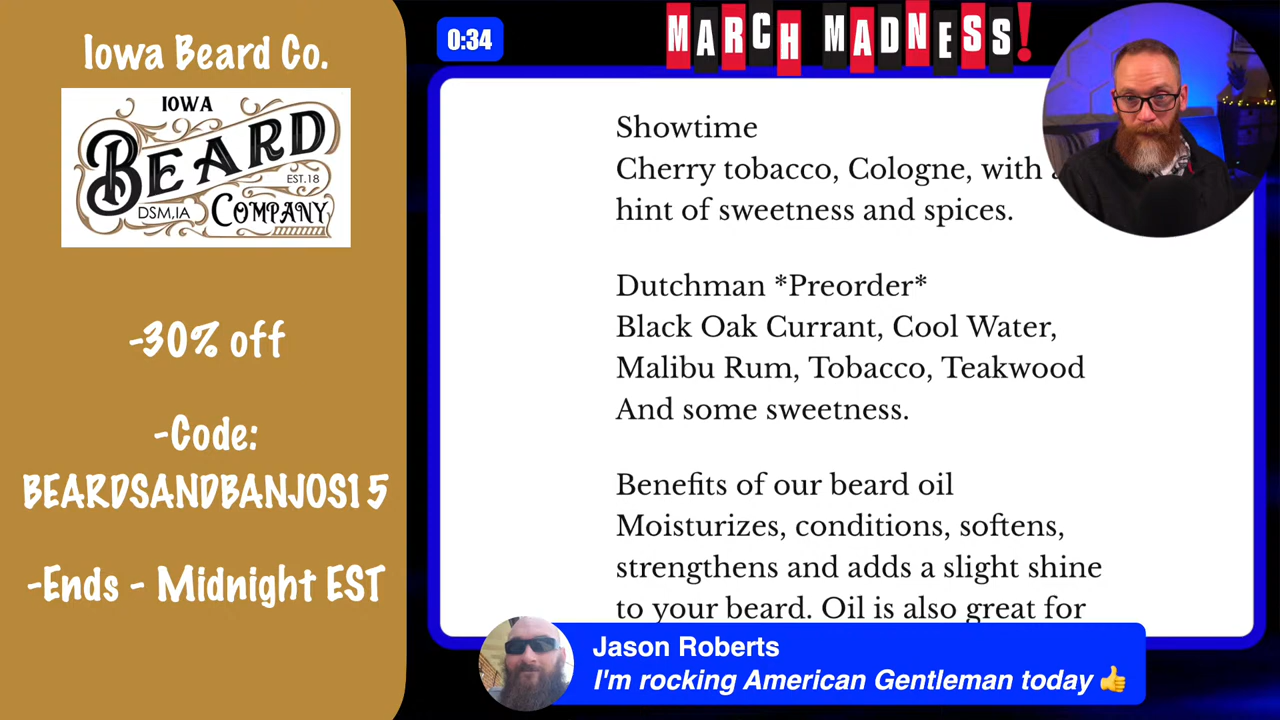 Iowa Beard Co.
IOWA
BEARD
EST.18
DSM,IA
COMPANY
-30% off
-Code:
BEARDSANDBANJOS15
-Ends - Midnight EST
0:34
MARCH MADNESS!
Showtime
Cherry tobacco, Cologne, with
hint of sweetness and spices.
Dutchman *Preorder*
Black Oak Currant, Cool Water,
Malibu Rum, Tobacco, Teakwood
And some sweetness.
Benefits of our beard oil
Moisturizes, conditions, softens,
strengthens and adds a slight shine
to your beard. Oil is also great for
Jason Roberts
I'm rocking American Gentleman today 👍